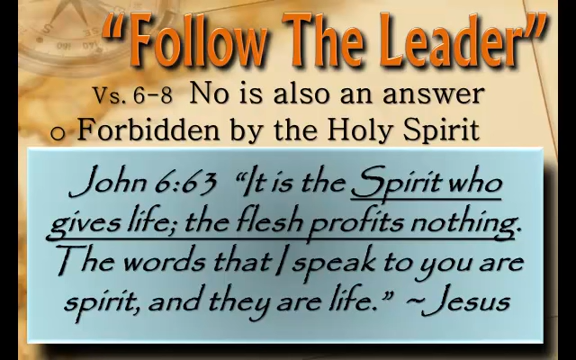 “Follow The Leader”
Vs. 6-8 No is also an answer
o Forbidden by the Holy Spirit
John 6:63 “It is the Spirit who
gives life; the flesh profits nothing.
The words that I speak to you are
spirit, and they are life.” ~Jesus